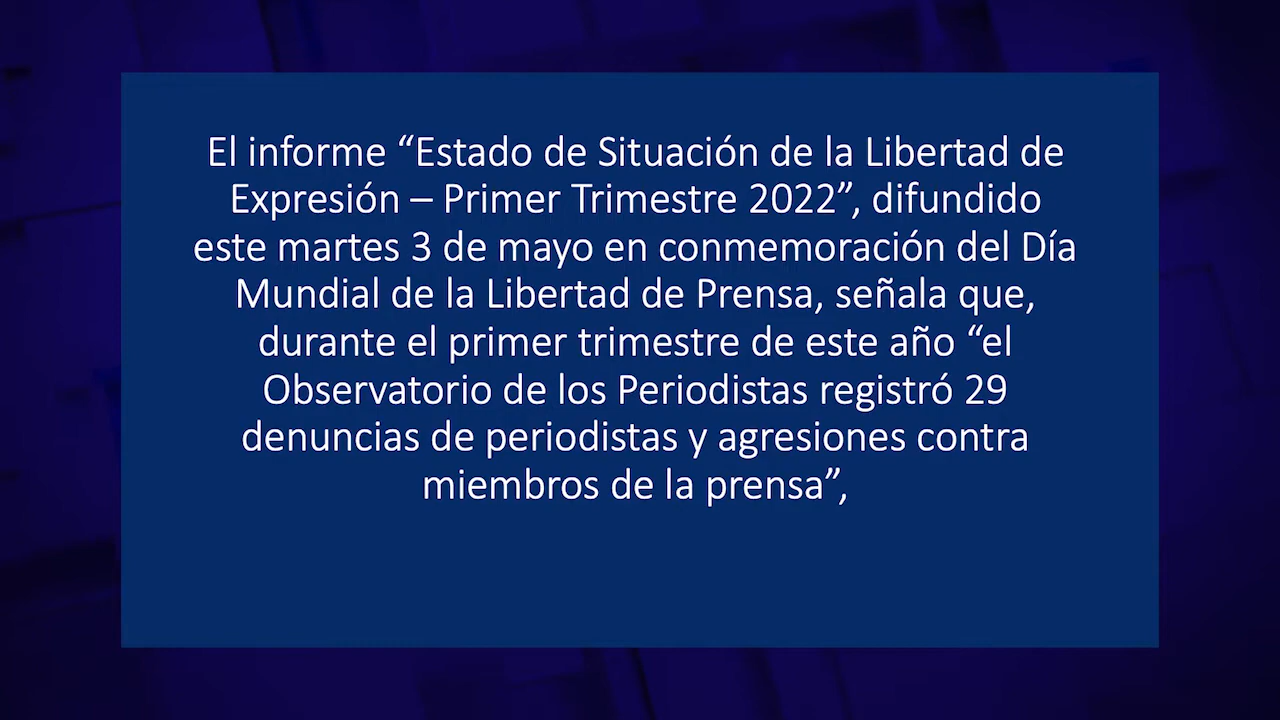 El informe “Estado de Situación de la Libertad de
Expresión – Primer Trimestre 2022”, difundido
este martes 3 de mayo en conmemoración del Día
Mundial de la Libertad de Prensa, señala que,
durante el primer trimestre de este año “el
Observatorio de los Periodistas registró 29
denuncias de periodistas y agresiones contra
miembros de la prensa”,